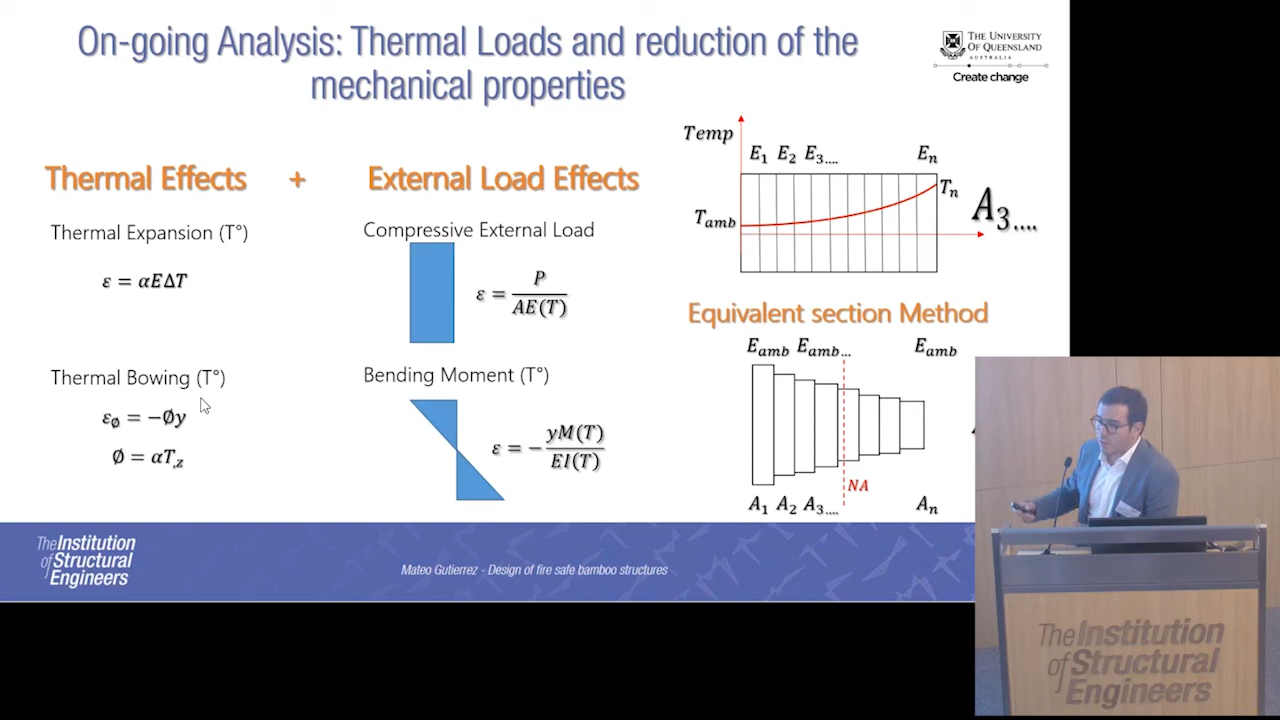 On-going Analysis: Thermal Loads and reduction of the
mechanical properties
THE UNIVERSITY
OF QUEENSLAND
AUSTRALIA
Create change
Thermal Effects + External Load Effects
Thermal Expansion (T°)
ε = αEΔT
Thermal Bowing (T°)
ε_∅ = −∅y
∅ = αT,z
Compressive External Load
ε = P / AE(T)
Bending Moment (T°)
ε = − yM(T) / EI(T)
Temp
E1 E2 E3.... En
Tn
Tamb
A3....
Equivalent section Method
Eamb Eamb... Eamb
NA
A1 A2 A3.... An
The Institution
of Structural
Engineers
Mateo Gutierrez - Design of fire safe bamboo structures
The Institution
of Structural
Engineers